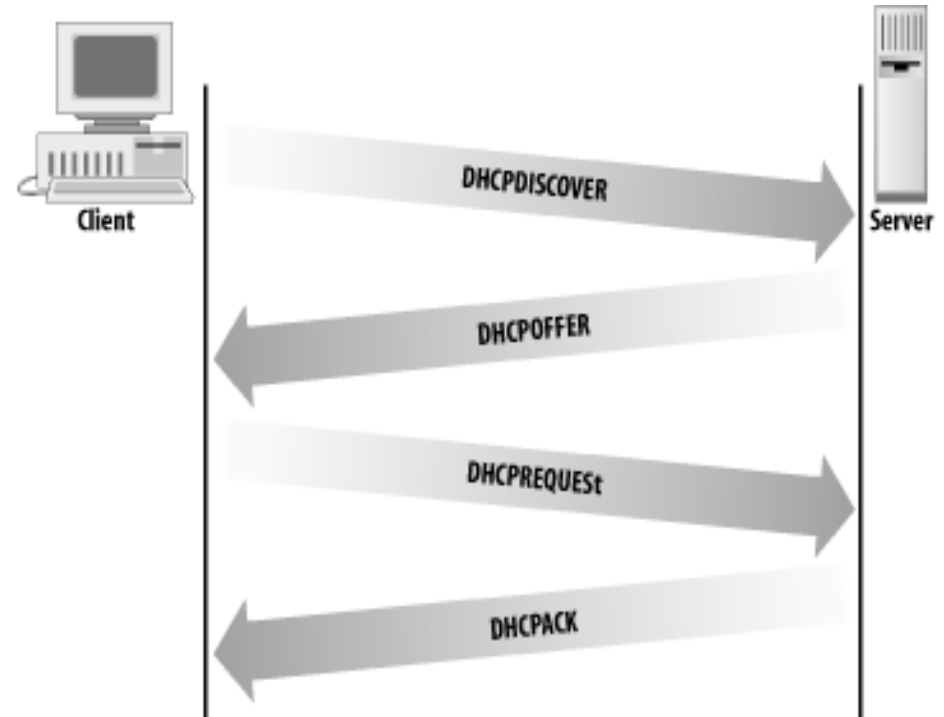 Client
Server
DHCPDISCOVER
DHCPOFFER
DHCPREQUESt
DHCPACK